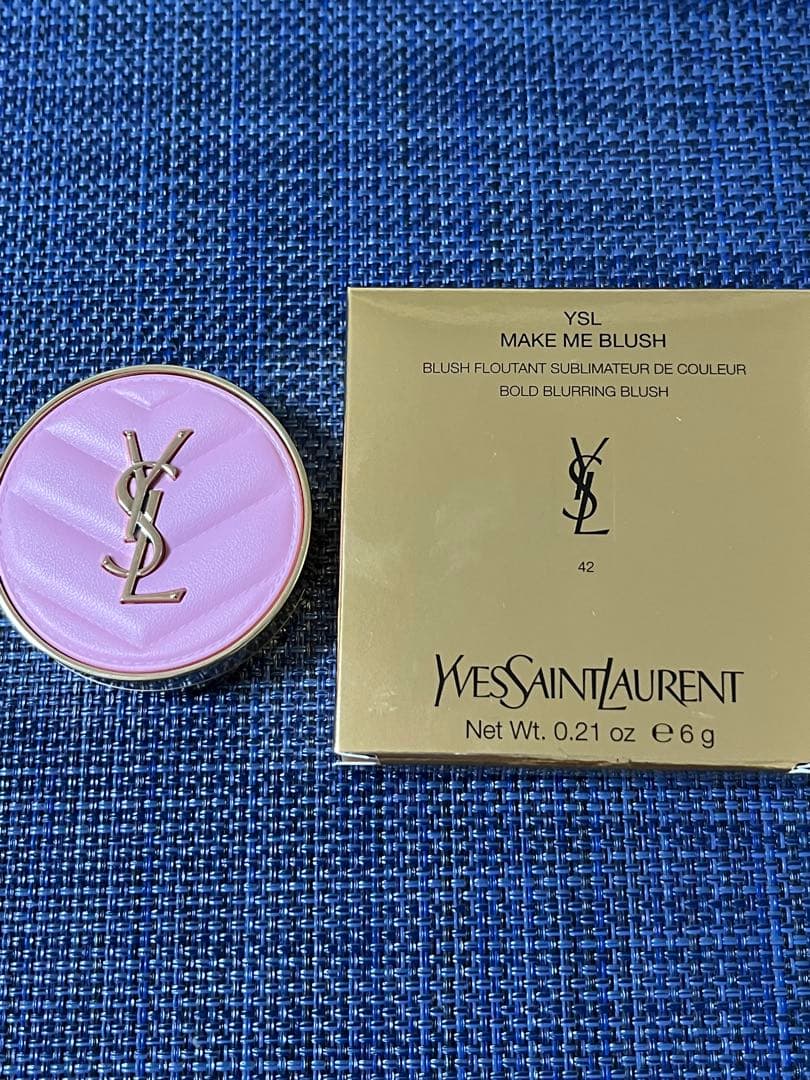 YSL
YSL
MAKE ME BLUSH
BLUSH FLOUTANT SUBLIMATEUR DE COULEUR
BOLD BLURRING BLUSH
YSL
42
YVESSAINTLAURENT
Net Wt. 0.21 oz ℮ 6 g